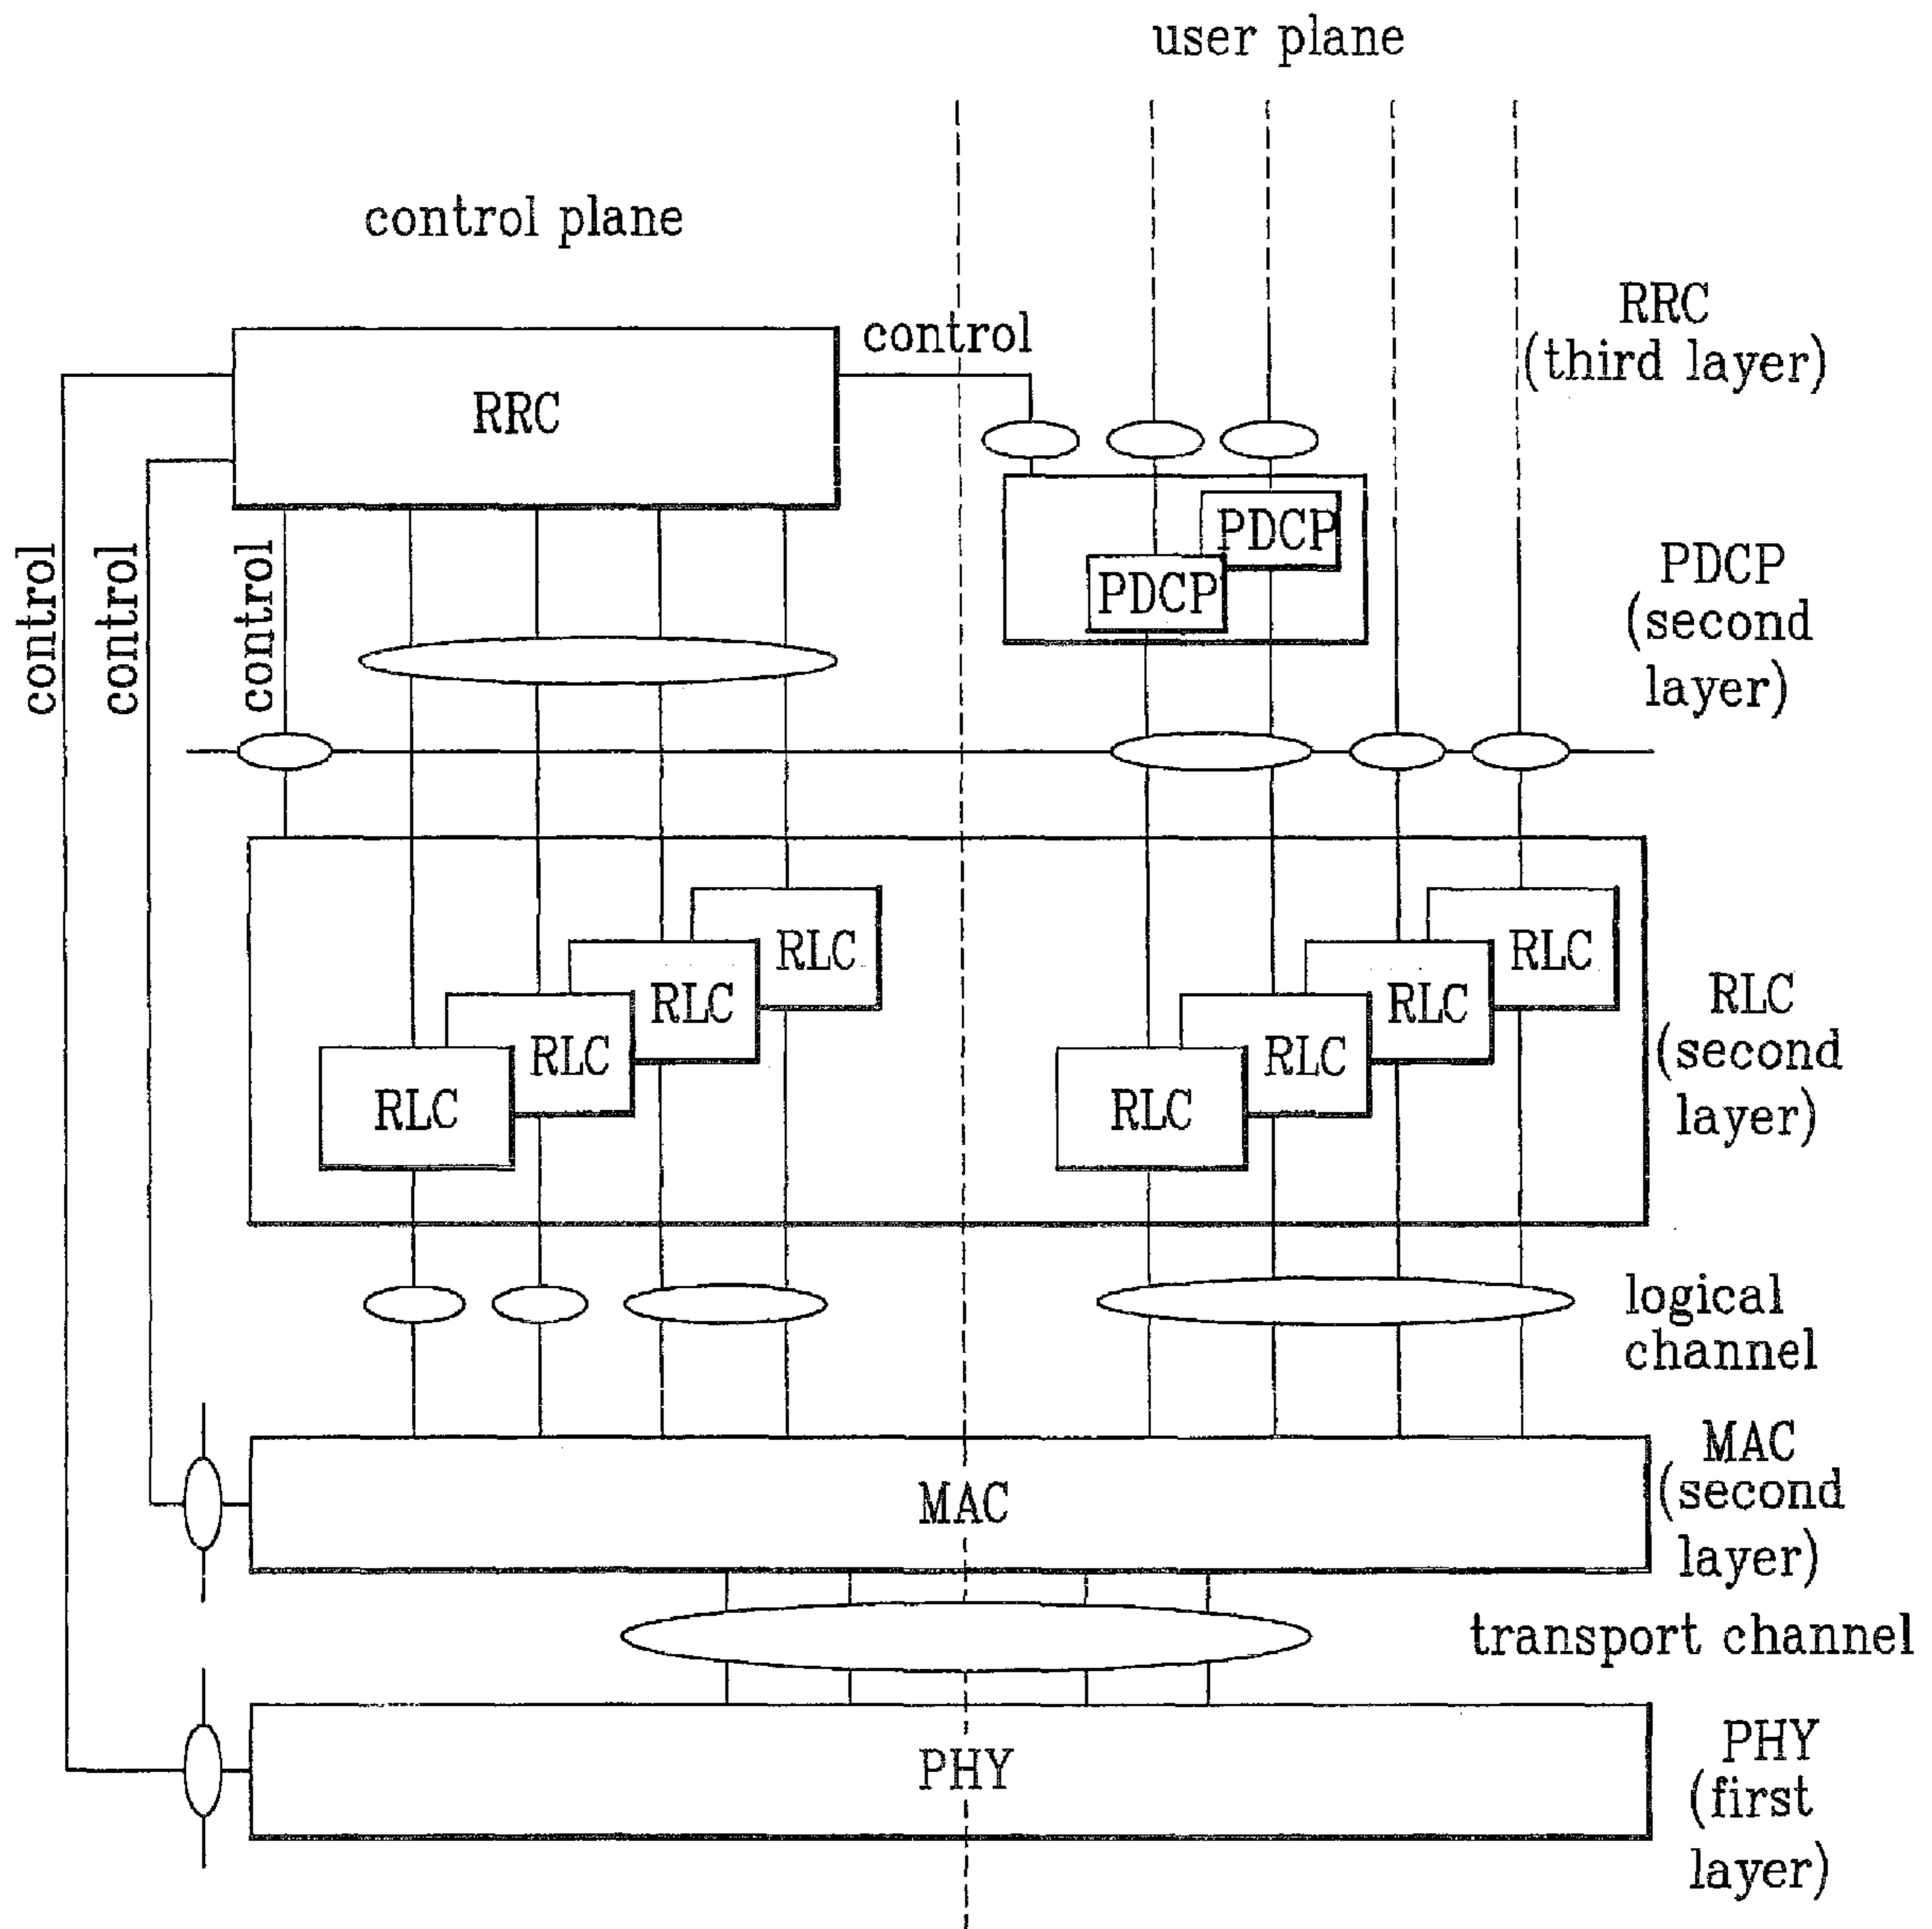 user plane
control plane
RRC
(third layer)
control
RRC
PDCP
PDCP
PDCP
(second
layer)
control
control
control
RLC
RLC
RLC
RLC
RLC
RLC
RLC
RLC
RLC
(second
layer)
logical
channel
MAC
(second
layer)
MAC
transport channel
PHY
(first
layer)
PHY